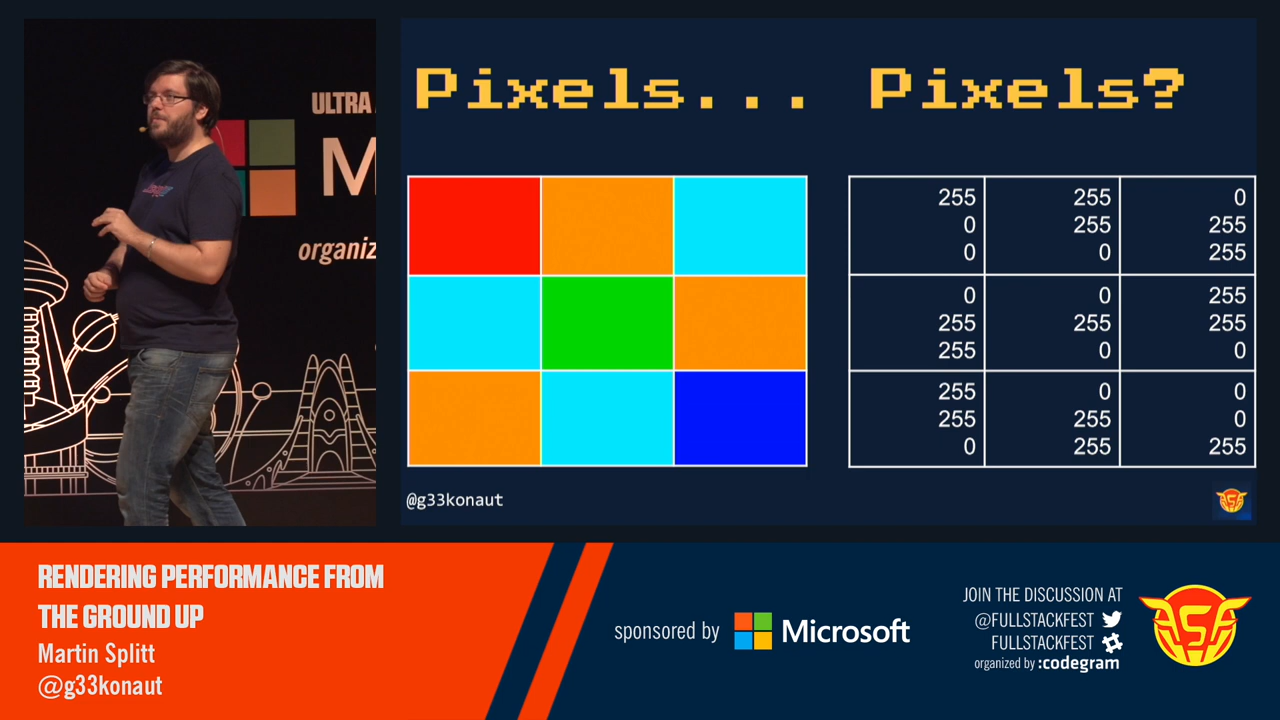 ULTRA
M
organiz
Pixels... Pixels?
255 255 0
0 255 255
0 0 255
0 0 255
255 255 255
255 0 0
255 0 0
255 255 0
0 255 255
@g33konaut
RENDERING PERFORMANCE FROM
THE GROUND UP
Martin Splitt
@g33konaut
sponsored by Microsoft
JOIN THE DISCUSSION AT
@FULLSTACKFEST
FULLSTACKFEST
organized by :codegram